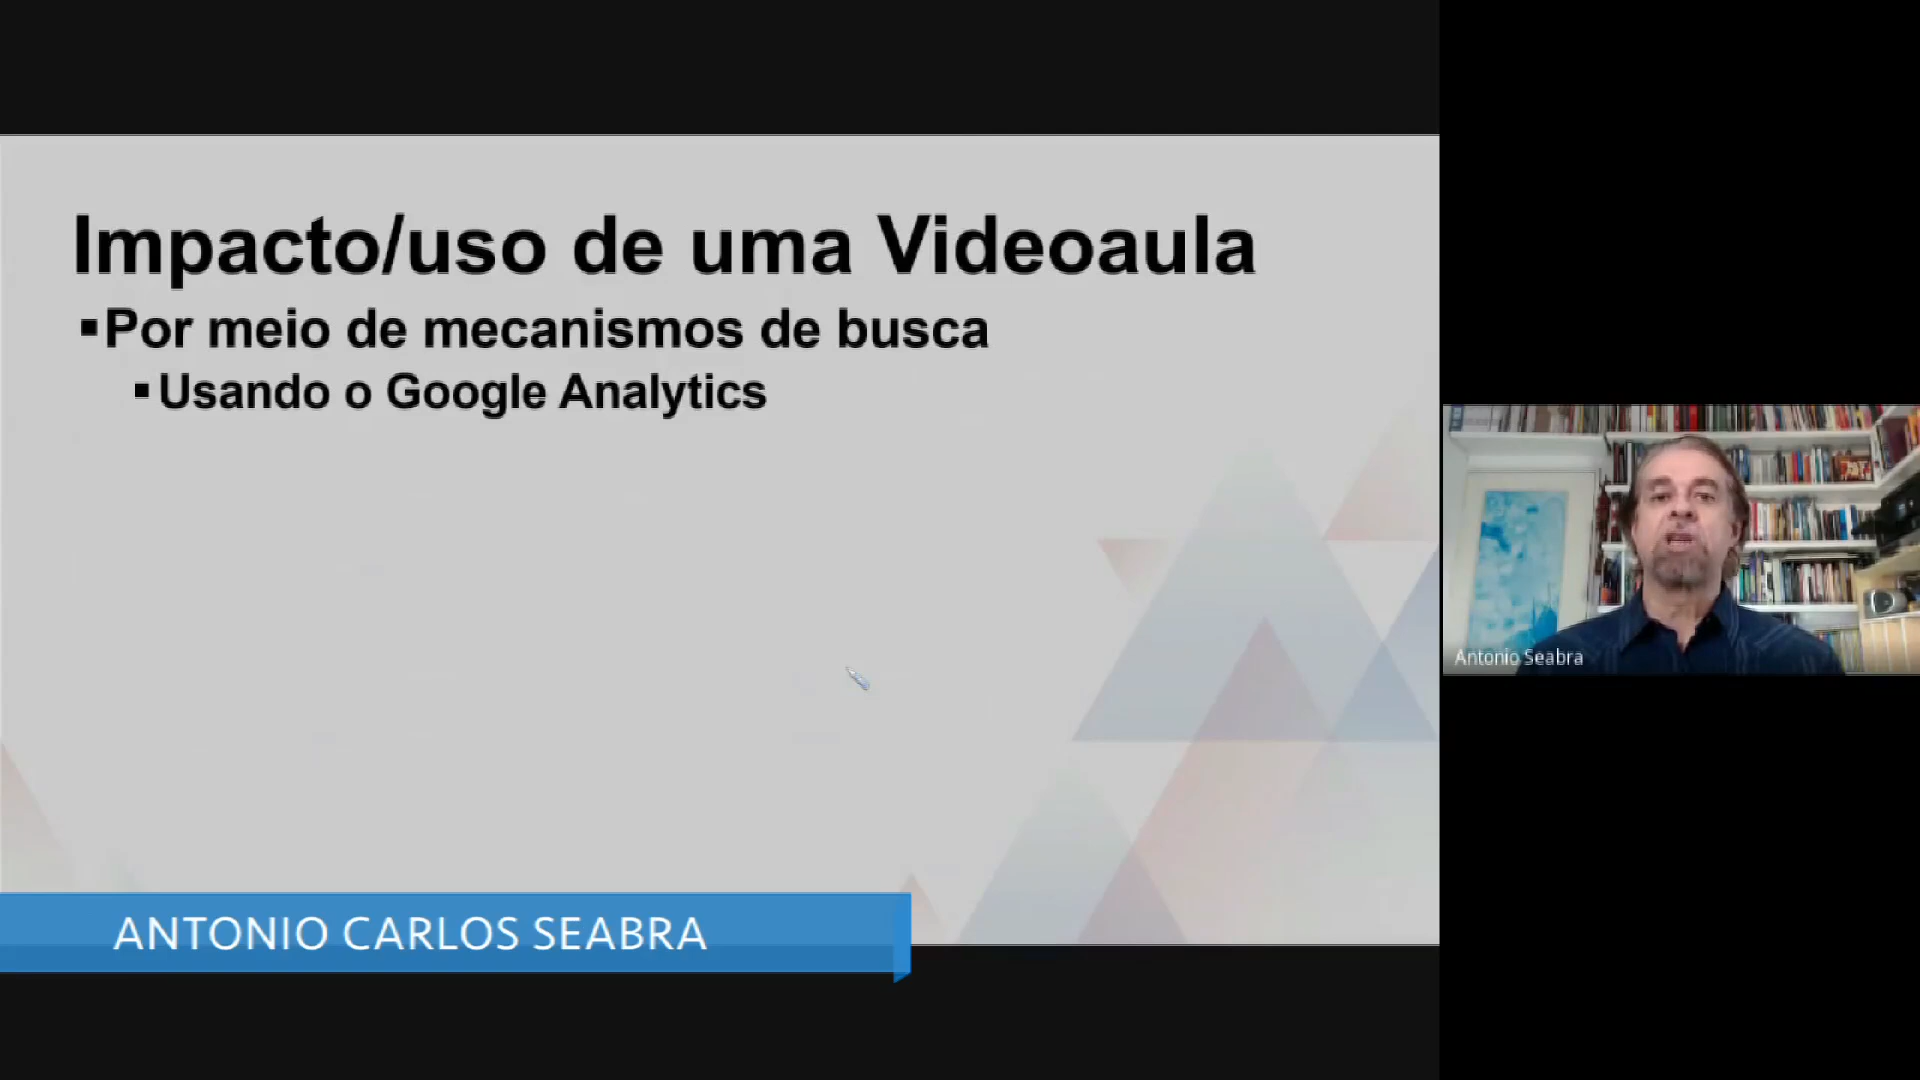 Impacto/uso de uma Videoaula
▪Por meio de mecanismos de busca
▪Usando o Google Analytics
Antonio Seabra
ANTONIO CARLOS SEABRA